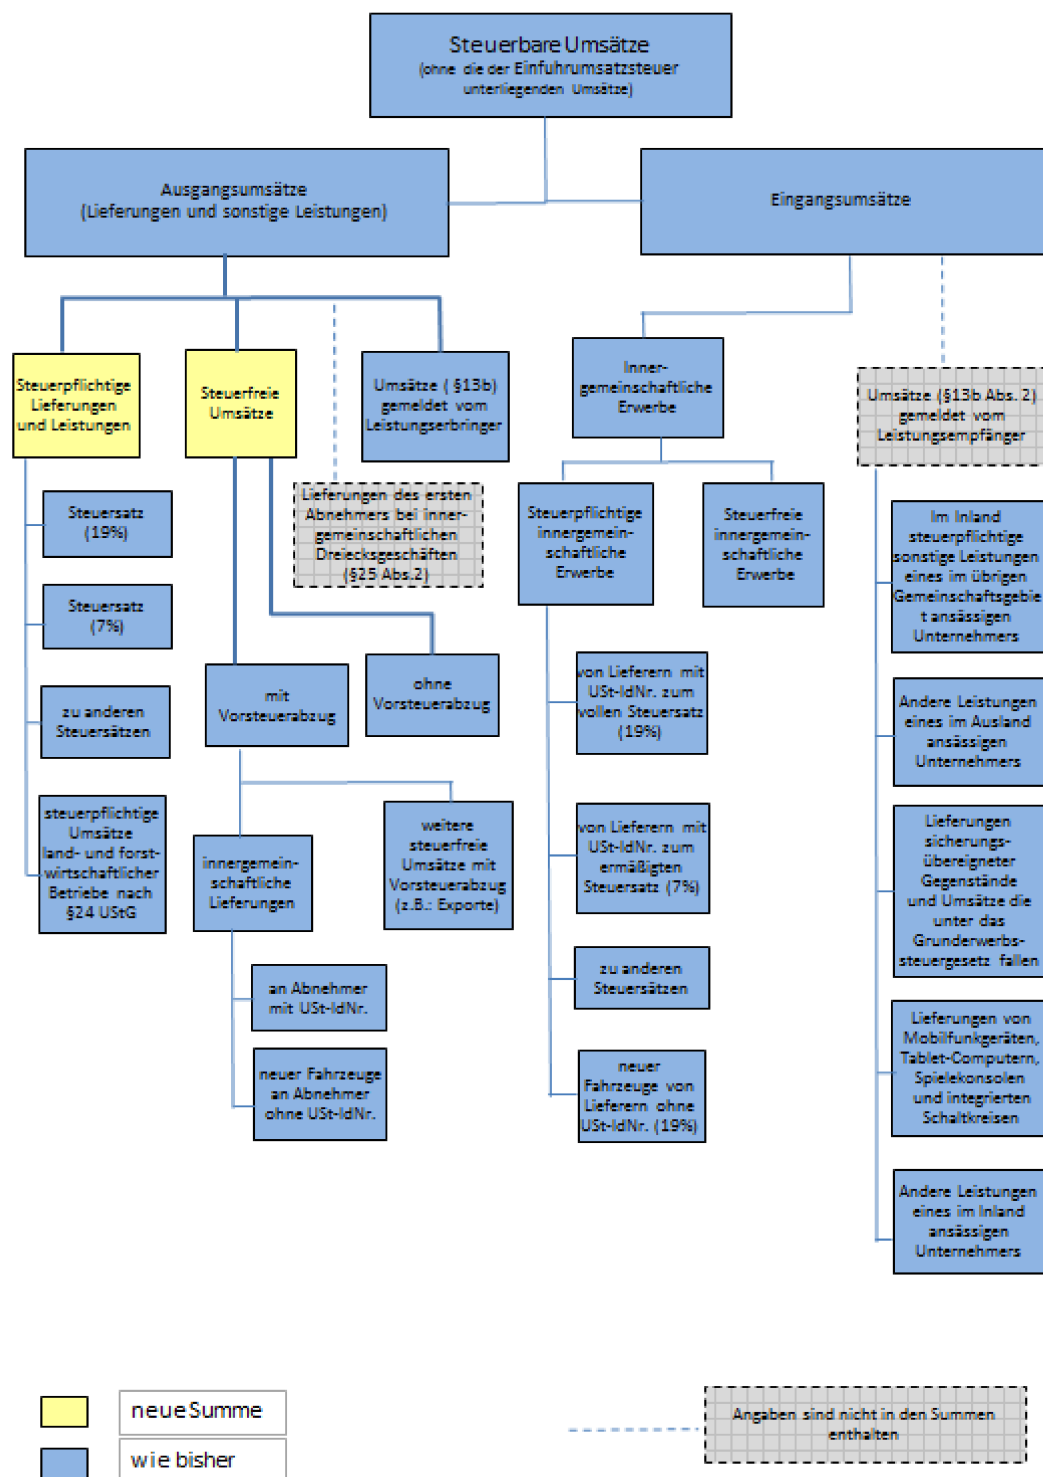 Steuerbare Umsätze
(ohne die der Einfuhrumsatzsteuer
unterliegenden Umsätze)
Ausgangsumsätze
(Lieferungen und sonstige Leistungen)
Eingangsumsätze
Steuerpflichtige
Lieferungen
und Leistungen
Steuerfreie
Umsätze
Umsätze ( §13b)
gemeldet vom
Leistungserbringer
Inner-
gemeinschaftliche
Erwerbe
Umsätze (§13b Abs. 2)
gemeldet vom
Leistungsempfänger
Lieferungen des ersten
Abnehmers bei inner-
gemeinschaftlichen
Dreiecksgeschäften
(§25 Abs.2)
Steuerpflichtige
innergemein-
schaftliche
Erwerbe
Steuerfreie
innergemein-
schaftliche
Erwerbe
Steuersatz
(19%)
Steuersatz
(7%)
zu anderen
Steuersätzen
steuerpflichtige
Umsätze
land- und forst-
wirtschaftlicher
Betriebe nach
§24 UStG
mit
Vorsteuerabzug
ohne
Vorsteuerabzug
innergemein-
schaftliche
Lieferungen
weitere
steuerfreie
Umsätze mit
Vorsteuerabzug
(z.B.: Exporte)
an Abnehmer
mit USt-IdNr.
neuer Fahrzeuge
an Abnehmer
ohne USt-IdNr.
von Lieferern mit
USt-IdNr. zum
vollen Steuersatz
(19%)
von Lieferern mit
USt-IdNr. zum
ermäßigten
Steuersatz (7%)
zu anderen
Steuersätzen
neuer
Fahrzeuge von
Lieferern ohne
USt-IdNr. (19%)
Im Inland
steuerpflichtige
sonstige Leistungen
eines im übrigen
Gemeinschaftsgebie
t ansässigen
Unternehmers
Andere Leistungen
eines im Ausland
ansässigen
Unternehmers
Lieferungen
sicherungs-
übereigneter
Gegenstände
und Umsätze die
unter das
Grunderwerbs-
steuergesetz fallen
Lieferungen von
Mobilfunkgeräten,
Tablet-Computern,
Spielekonsolen
und integrierten
Schaltkreisen
Andere Leistungen
eines im Inland
ansässigen
Unternehmers
neue Summe
wie bisher
Angaben sind nicht in den Summen
enthalten